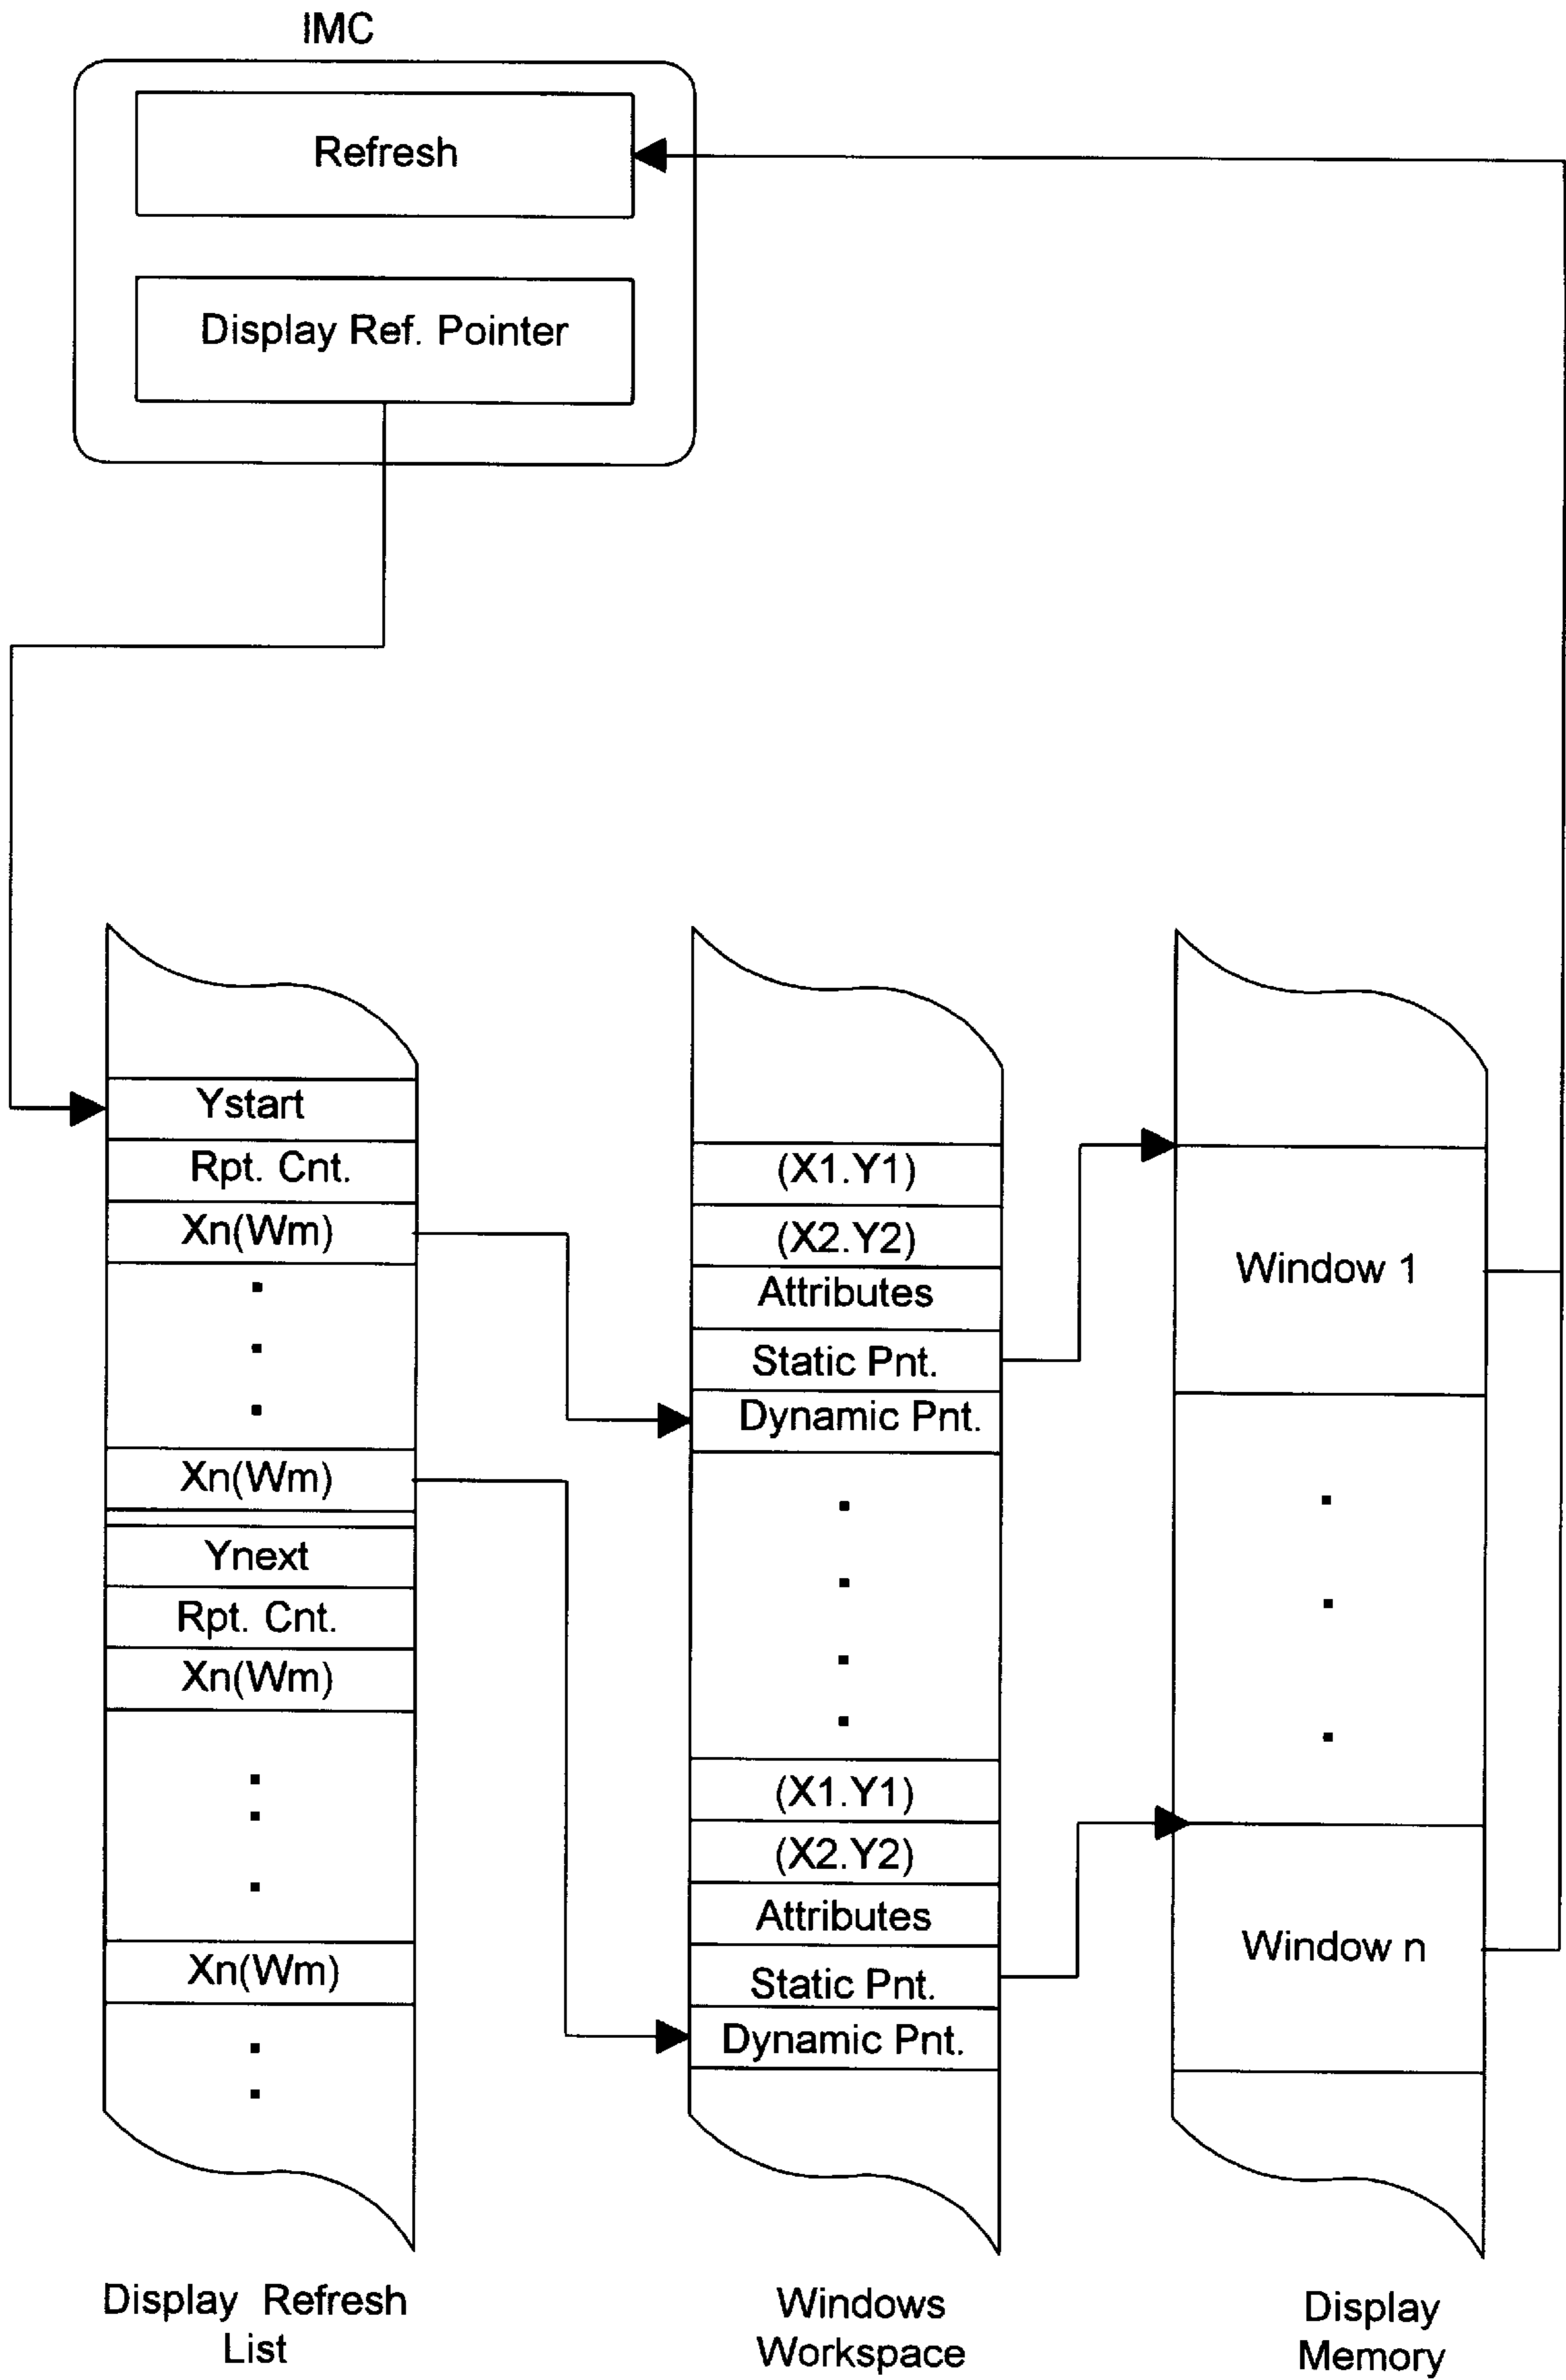 IMC
Refresh
Display Ref. Pointer
Ystart
Rpt. Cnt.
Xn(Wm)
Xn(Wm)
Ynext
Rpt. Cnt.
Xn(Wm)
Xn(Wm)
Display Refresh
List
(X1.Y1)
(X2.Y2)
Attributes
Static Pnt.
Dynamic Pnt.
(X1.Y1)
(X2.Y2)
Attributes
Static Pnt.
Dynamic Pnt.
Windows
Workspace
Window 1
Window n
Display
Memory